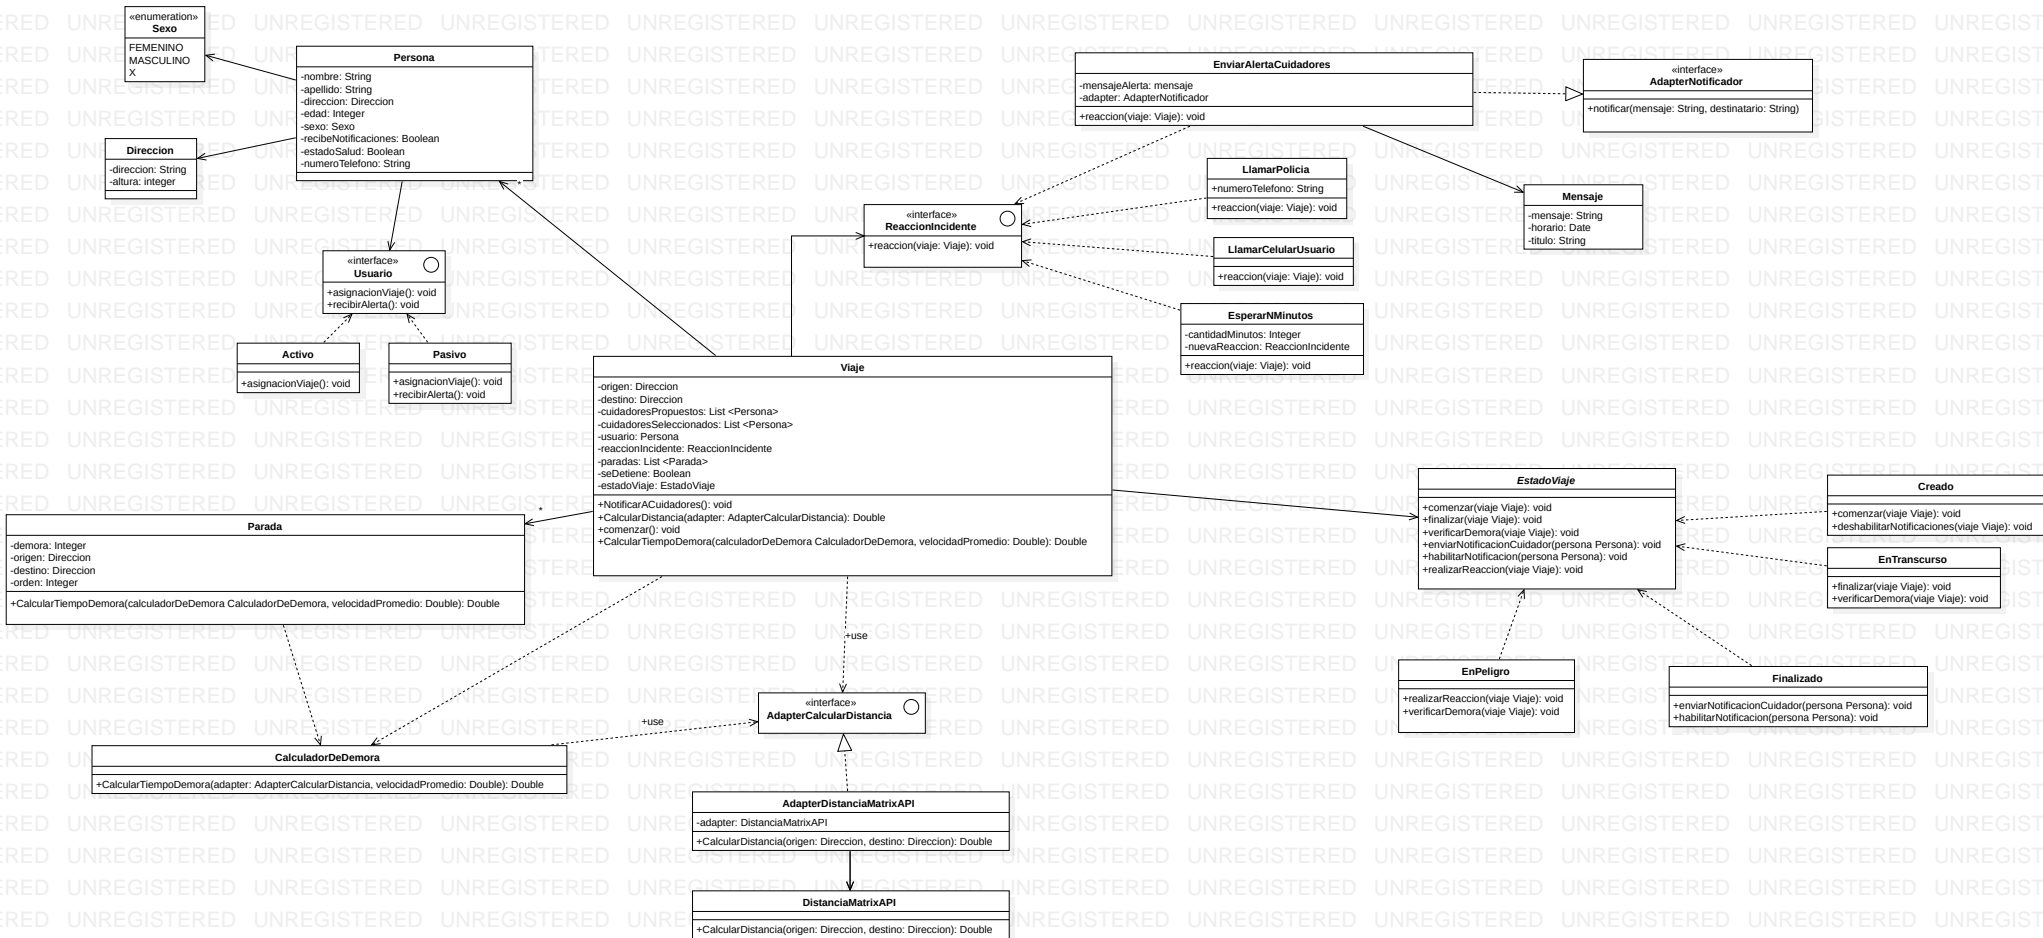 «enumeration»
Sexo
FEMENINO
MASCULINO
X
Persona
-nombre: String
-apellido: String
-direccion: Direccion
-edad: Integer
-sexo: Sexo
-recibeNotificaciones: Boolean
-estadoSalud: Boolean
-numeroTelefono: String
Direccion
-direccion: String
-altura: integer
*
«interface»
Usuario
+asignacionViaje(): void
+recibirAlerta(): void
Activo
+asignacionViaje(): void
Pasivo
+asignacionViaje(): void
+recibirAlerta(): void
EnviarAlertaCuidadores
-mensajeAlerta: mensaje
-adapter: AdapterNotificador
+reaccion(viaje: Viaje): void
«interface»
AdapterNotificador
+notificar(mensaje: String, destinatario: String)
LlamarPolicia
+numeroTelefono: String
+reaccion(viaje: Viaje): void
«interface»
ReaccionIncidente
+reaccion(viaje: Viaje): void
Mensaje
-mensaje: String
-horario: Date
-titulo: String
LlamarCelularUsuario
+reaccion(viaje: Viaje): void
EsperarNMinutos
-cantidadMinutos: Integer
-nuevaReaccion: ReaccionIncidente
+reaccion(viaje: Viaje): void
Viaje
-origen: Direccion
-destino: Direccion
-cuidadoresPropuestos: List <Persona>
-cuidadoresSeleccionados: List <Persona>
-usuario: Persona
-reaccionIncidente: ReaccionIncidente
-paradas: List <Parada>
-seDetiene: Boolean
-estadoViaje: EstadoViaje
+NotificarACuidadores(): void
+CalcularDistancia(adapter: AdapterCalcularDistancia): Double
+comenzar(): void
+CalcularTiempoDemora(calculadorDeDemora CalculadorDeDemora, velocidadPromedio: Double): Double
*
Parada
-demora: Integer
-origen: Direccion
-destino: Direccion
-orden: Integer
+CalcularTiempoDemora(calculadorDeDemora CalculadorDeDemora, velocidadPromedio: Double): Double
EstadoViaje
+comenzar(viaje Viaje): void
+finalizar(viaje Viaje): void
+verificarDemora(viaje Viaje): void
+enviarNotificacionCuidador(persona Persona): void
+habilitarNotificacion(persona Persona): void
+realizarReaccion(viaje Viaje): void
Creado
+comenzar(viaje Viaje): void
+deshabilitarNotificaciones(viaje Viaje): void
EnTranscurso
+finalizar(viaje Viaje): void
+verificarDemora(viaje Viaje): void
EnPeligro
+realizarReaccion(viaje Viaje): void
+verificarDemora(viaje Viaje): void
Finalizado
+enviarNotificacionCuidador(persona Persona): void
+habilitarNotificacion(persona Persona): void
+use
+use
«interface»
AdapterCalcularDistancia
CalculadorDeDemora
+CalcularTiempoDemora(adapter: AdapterCalcularDistancia, velocidadPromedio: Double): Double
AdapterDistanciaMatrixAPI
-adapter: DistanciaMatrixAPI
+CalcularDistancia(origen: Direccion, destino: Direccion): Double
DistanciaMatrixAPI
+CalcularDistancia(origen: Direccion, destino: Direccion): Double
UNREGISTERED